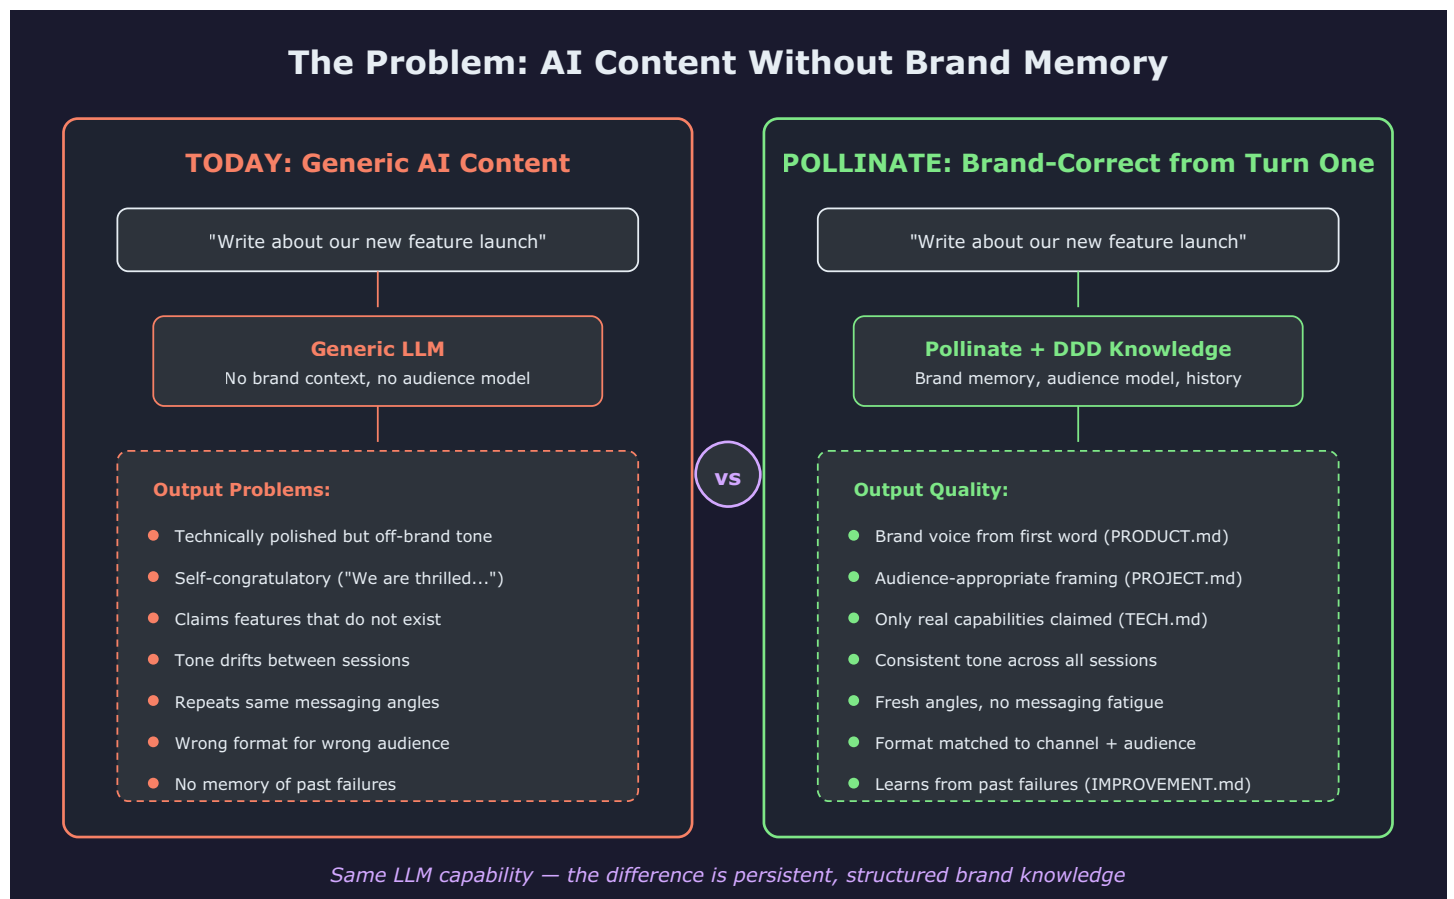 The Problem: AI Content Without Brand Memory
TODAY: Generic AI Content
"Write about our new feature launch"
Generic LLM
No brand context, no audience model
Output Problems:
Technically polished but off-brand tone
Self-congratulatory ("We are thrilled...")
Claims features that do not exist
Tone drifts between sessions
Repeats same messaging angles
Wrong format for wrong audience
No memory of past failures
vs
POLLINATE: Brand-Correct from Turn One
"Write about our new feature launch"
Pollinate + DDD Knowledge
Brand memory, audience model, history
Output Quality:
Brand voice from first word (PRODUCT.md)
Audience-appropriate framing (PROJECT.md)
Only real capabilities claimed (TECH.md)
Consistent tone across all sessions
Fresh angles, no messaging fatigue
Format matched to channel + audience
Learns from past failures (IMPROVEMENT.md)
Same LLM capability — the difference is persistent, structured brand knowledge